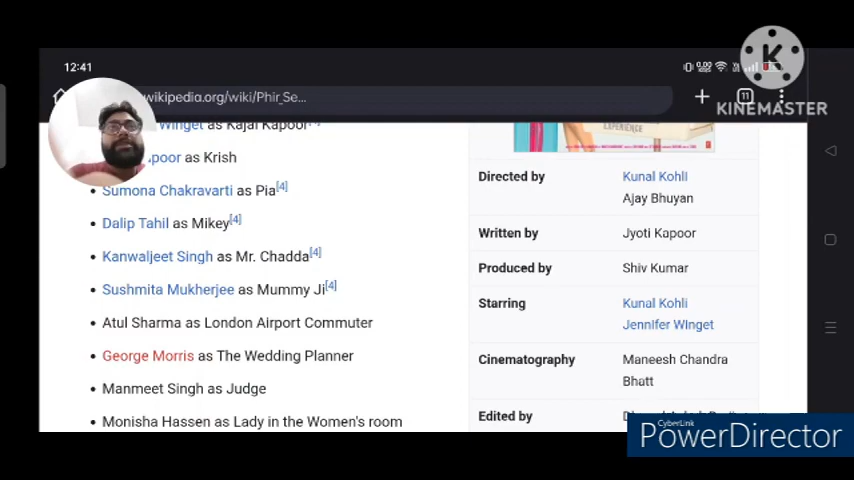 12:41
11
KINEMASTER
wikipedia.org/wiki/Phir_Se...
EXPERIENCE
Winget as Kajal Kapoor
poor as Krish
Sumona Chakravarti as Pia[4]
Dalip Tahil as Mikey[4]
Kanwaljeet Singh as Mr. Chadda[4]
Sushmita Mukherjee as Mummy Ji[4]
Atul Sharma as London Airport Commuter
George Morris as The Wedding Planner
Manmeet Singh as Judge
Monisha Hassen as Lady in the Women's room
Directed by
Kunal Kohli
Ajay Bhuyan
Written by
Jyoti Kapoor
Produced by
Shiv Kumar
Starring
Kunal Kohli
Jennifer Winget
Cinematography
Maneesh Chandra
Bhatt
Edited by
CyberLink
PowerDirector